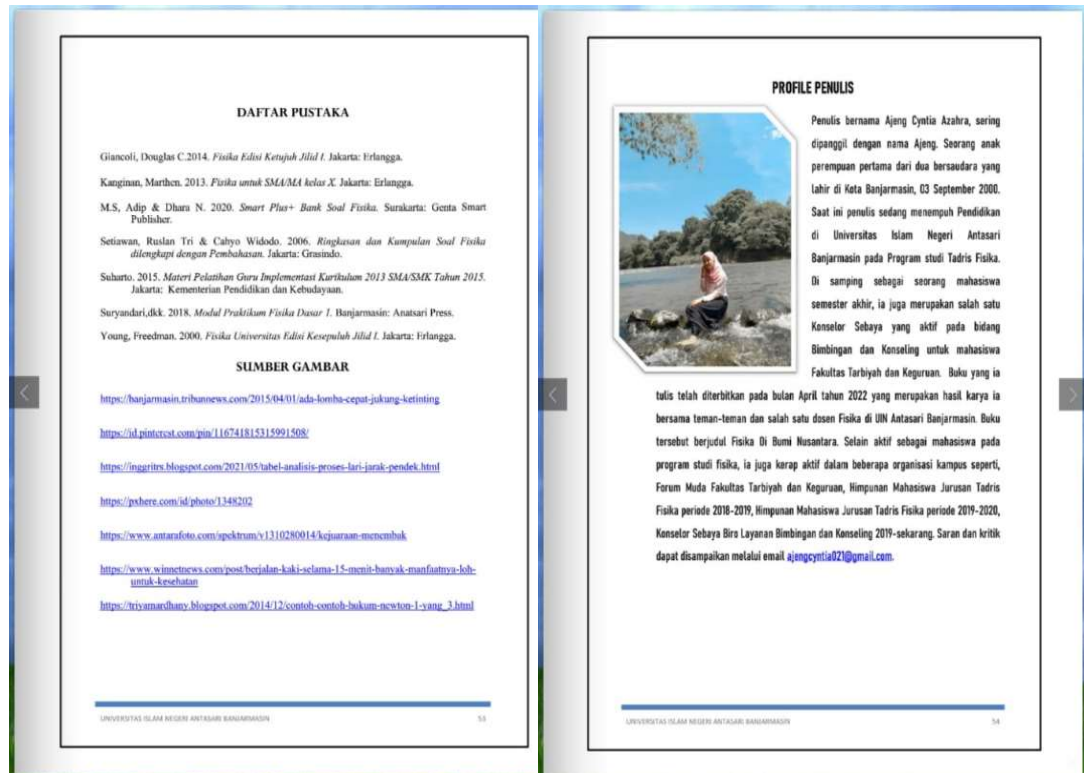 DAFTAR PUSTAKA
Giancoli, Douglas C.2014. Fisika Edisi Ketujuh Jilid I. Jakarta: Erlangga.
Kanginan, Marthen. 2013. Fisika untuk SMA/MA kelas X. Jakarta: Erlangga.
M.S, Adip & Dhara N. 2020. Smart Plus+ Bank Soal Fisika. Surakarta: Genta Smart
Publisher.
Setiawan, Ruslan Tri & Cahyo Widodo. 2006. Ringkasan dan Kumpulan Soal Fisika
dilengkapi dengan Pembahasan. Jakarta: Grasindo.
Suharto. 2015. Materi Pelatihan Guru Implementasi Kurikulum 2013 SMA/SMK Tahun 2015.
Jakarta: Kementerian Pendidikan dan Kebudayaan.
Suryandari,dkk. 2018. Modul Praktikum Fisika Dasar 1. Banjarmasin: Anatsari Press.
Young, Freedman. 2000. Fisika Universitas Edisi Kesepuluh Jilid I. Jakarta: Erlangga.
SUMBER GAMBAR
https://banjarmasin.tribunnews.com/2015/04/01/ada-lomba-cepat-jukung-ketinting
https://id.pinterest.com/pin/116741815315991508/
https://inggritrs.blogspot.com/2021/05/tabel-analisis-proses-lari-jarak-pendek.html
https://pxhere.com/id/photo/1348202
https://www.antarafoto.com/spektrum/v1310280014/kejuaraan-menembak
https://www.winnetnews.com/post/berjalan-kaki-selama-15-menit-banyak-manfaatnya-loh-
untuk-kesehatan
https://triyamardhany.blogspot.com/2014/12/contoh-contoh-hukum-newton-1-yang_3.html
UNIVERSITAS ISLAM NEGERI ANTASARI BANJARMASIN 53
PROFILE PENULIS
Penulis bernama Ajeng Cyntia Azahra, sering
dipanggil dengan nama Ajeng. Seorang anak
perempuan pertama dari dua bersaudara yang
lahir di Kota Banjarmasin, 03 September 2000.
Saat ini penulis sedang menempuh Pendidikan
di Universitas Islam Negeri Antasari
Banjarmasin pada Program studi Tadris Fisika.
Di samping sebagai seorang mahasiswa
semester akhir, ia juga merupakan salah satu
Konselor Sebaya yang aktif pada bidang
Bimbingan dan Konseling untuk mahasiswa
Fakultas Tarbiyah dan Keguruan. Buku yang ia
tulis telah diterbitkan pada bulan April tahun 2022 yang merupakan hasil karya ia
bersama teman-teman dan salah satu dosen Fisika di UIN Antasari Banjarmasin. Buku
tersebut berjudul Fisika Di Bumi Nusantara. Selain aktif sebagai mahasiswa pada
program studi fisika, ia juga kerap aktif dalam beberapa organisasi kampus seperti,
Forum Muda Fakultas Tarbiyah dan Keguruan, Himpunan Mahasiswa Jurusan Tadris
Fisika periode 2018-2019, Himpunan Mahasiswa Jurusan Tadris Fisika periode 2019-2020,
Konselor Sebaya Biro Layanan Bimbingan dan Konseling 2019-sekarang. Saran dan kritik
dapat disampaikan melalui email ajengcyntia021@gmail.com.
UNIVERSITAS ISLAM NEGERI ANTASARI BANJARMASIN 54